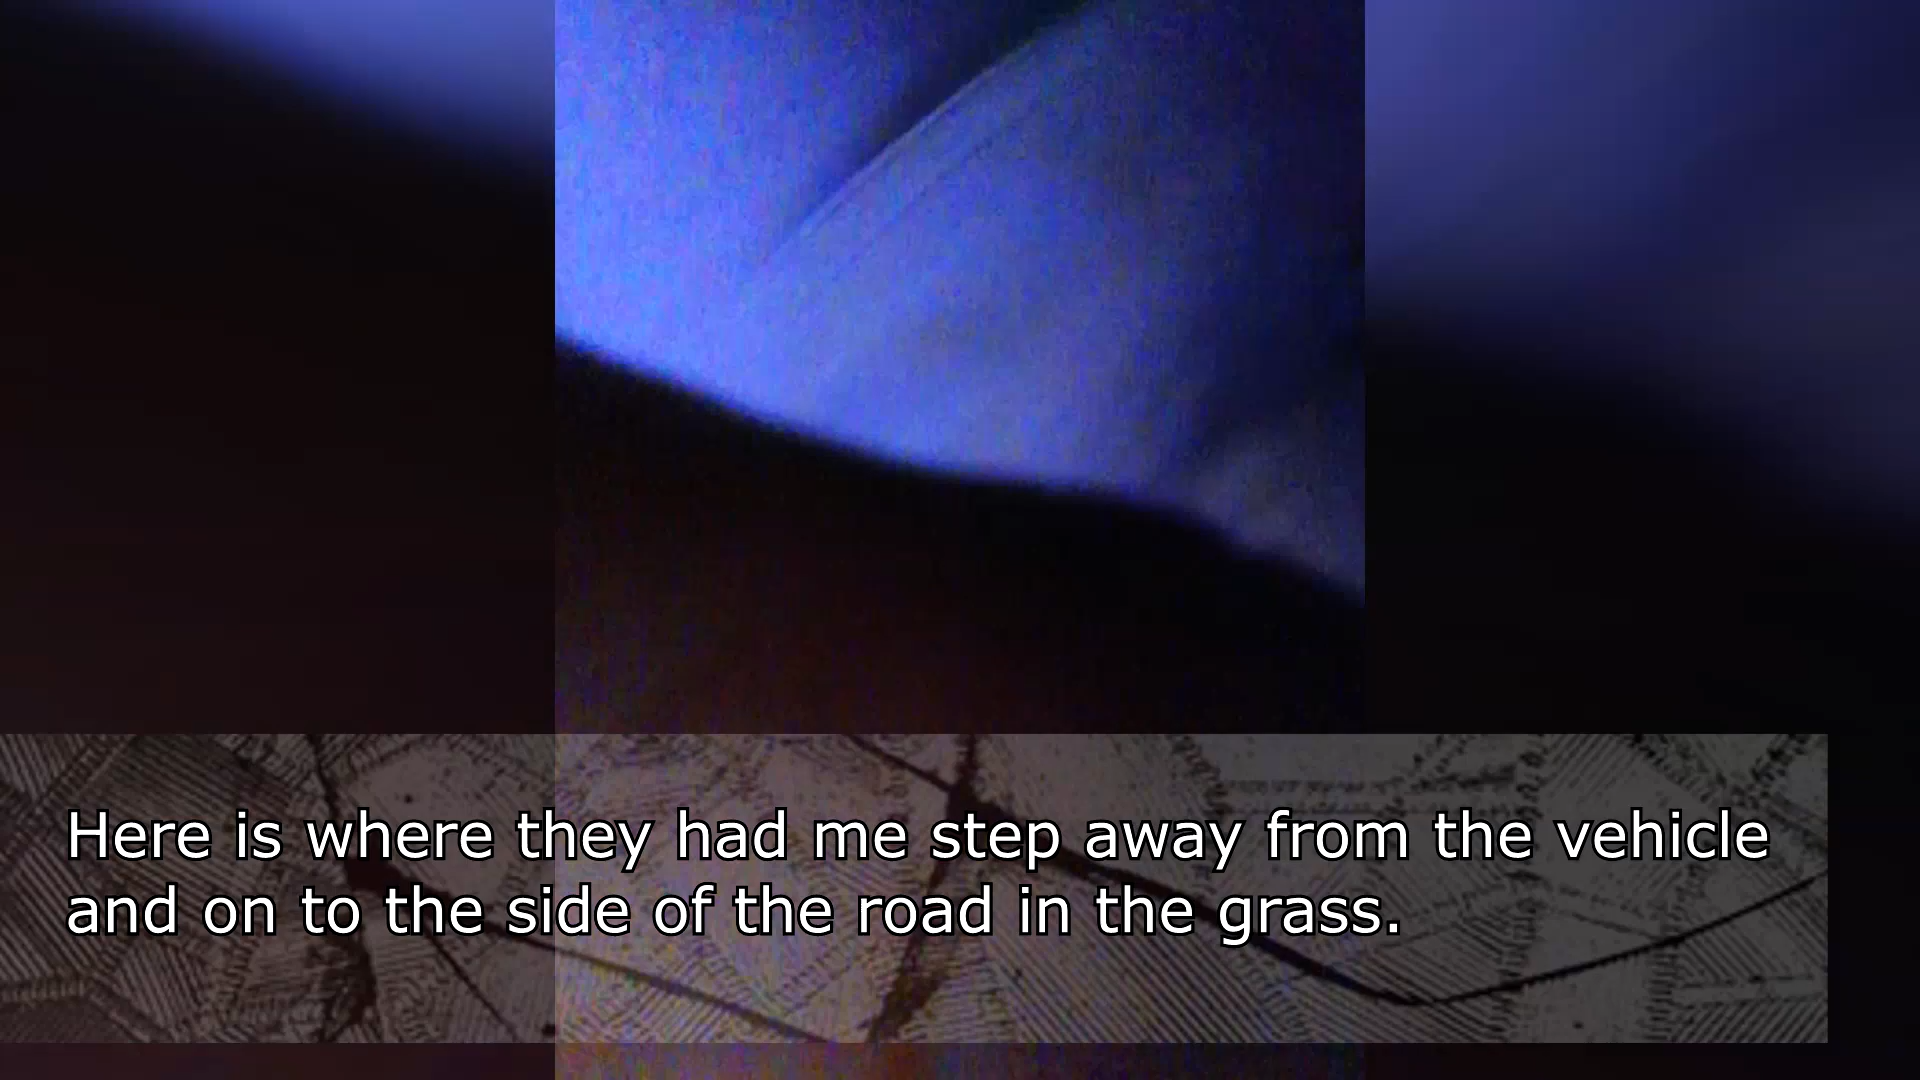 Here is where they had me step away from the vehicle
and on to the side of the road in the grass.